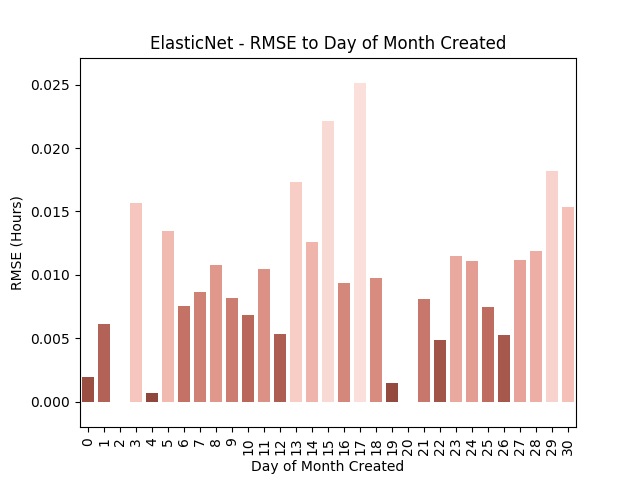 ElasticNet - RMSE to Day of Month Created
RMSE (Hours)
0.025
0.020
0.015
0.010
0.005
0.000
0 1 2 3 4 5 6 7 8 9 10 11 12 13 14 15 16 17 18 19 20 21 22 23 24 25 26 27 28 29 30
Day of Month Created